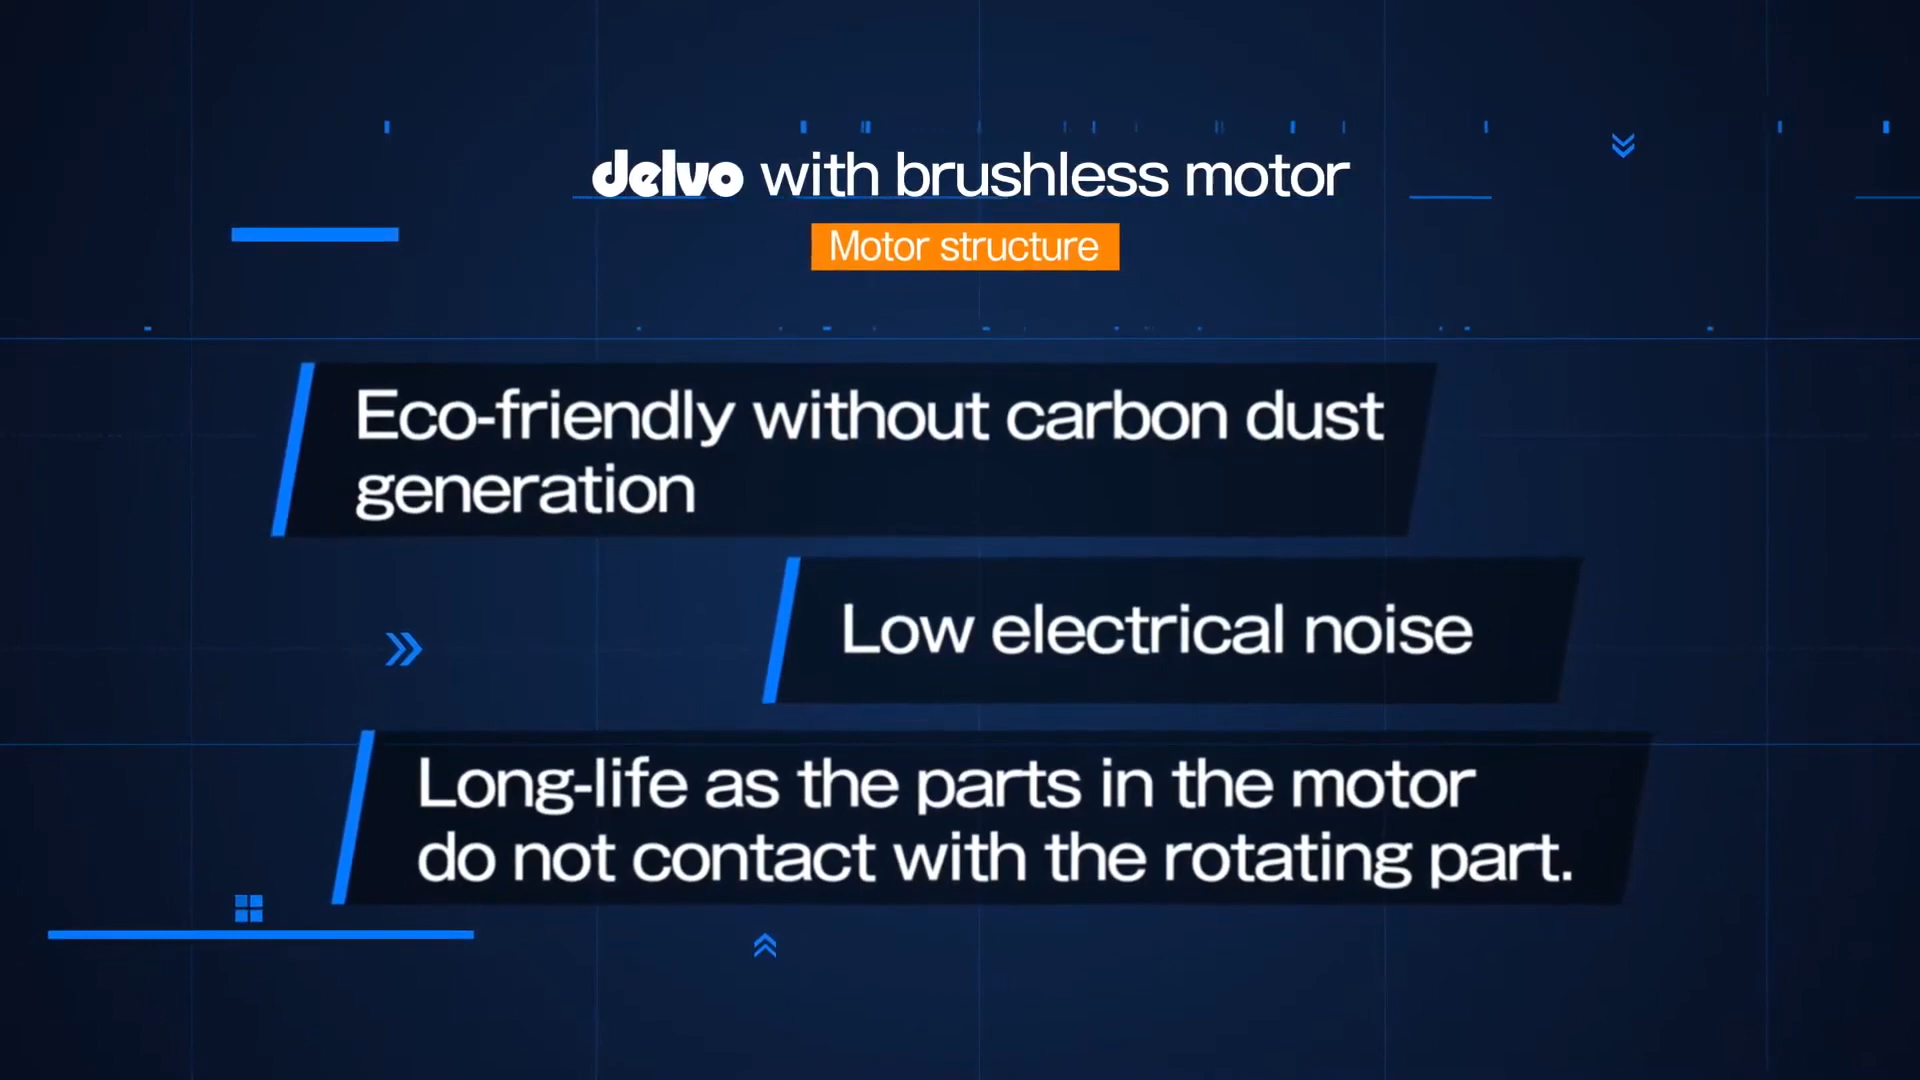 delvo with brushless motor
Motor structure
Eco-friendly without carbon dust
generation
Low electrical noise
Long-life as the parts in the motor
do not contact with the rotating part.